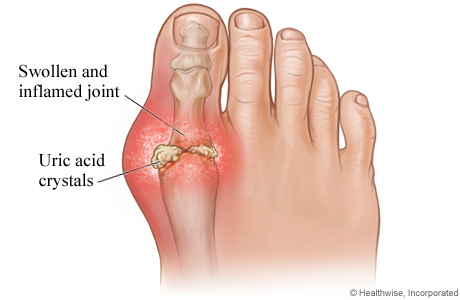 Swollen and
inflamed joint
Uric acid
crystals
© Healthwise, Incorporated